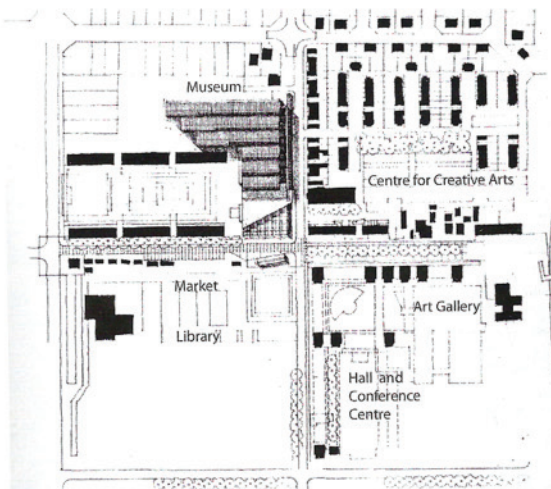 Museum
Centre for Creative Arts
Market
Art Gallery
Library
Hall and
Conference
Centre